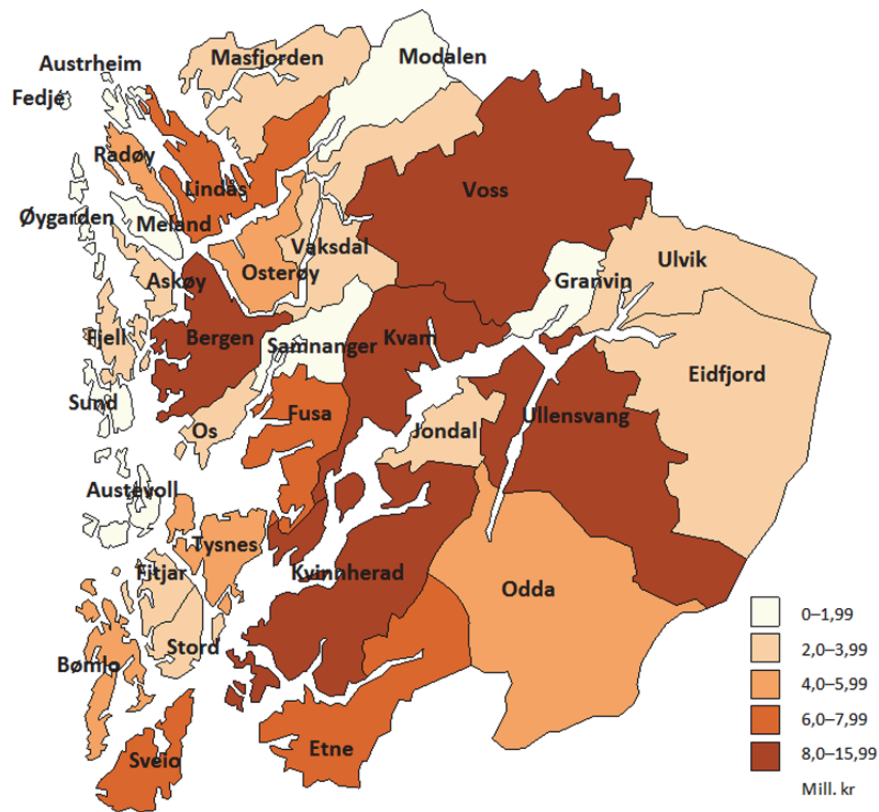 Masfjorden
Modalen
Austrheim
Fedje
Radøy
Lindås
Voss
Øygarden
Meland
Vaksdal
Ulvik
Osterøy
Granvin
Askøy
Fjell
Bergen
Samnanger
Kvam
Eidfjord
Sund
Fusa
Ullensvang
Os
Jondal
Austevoll
Tysnes
Fitjar
Kvinnherad
Odda
Stord
Bømlo
Etne
Sveio
0–1,99
2,0–3,99
4,0–5,99
6,0–7,99
8,0–15,99
Mill. kr